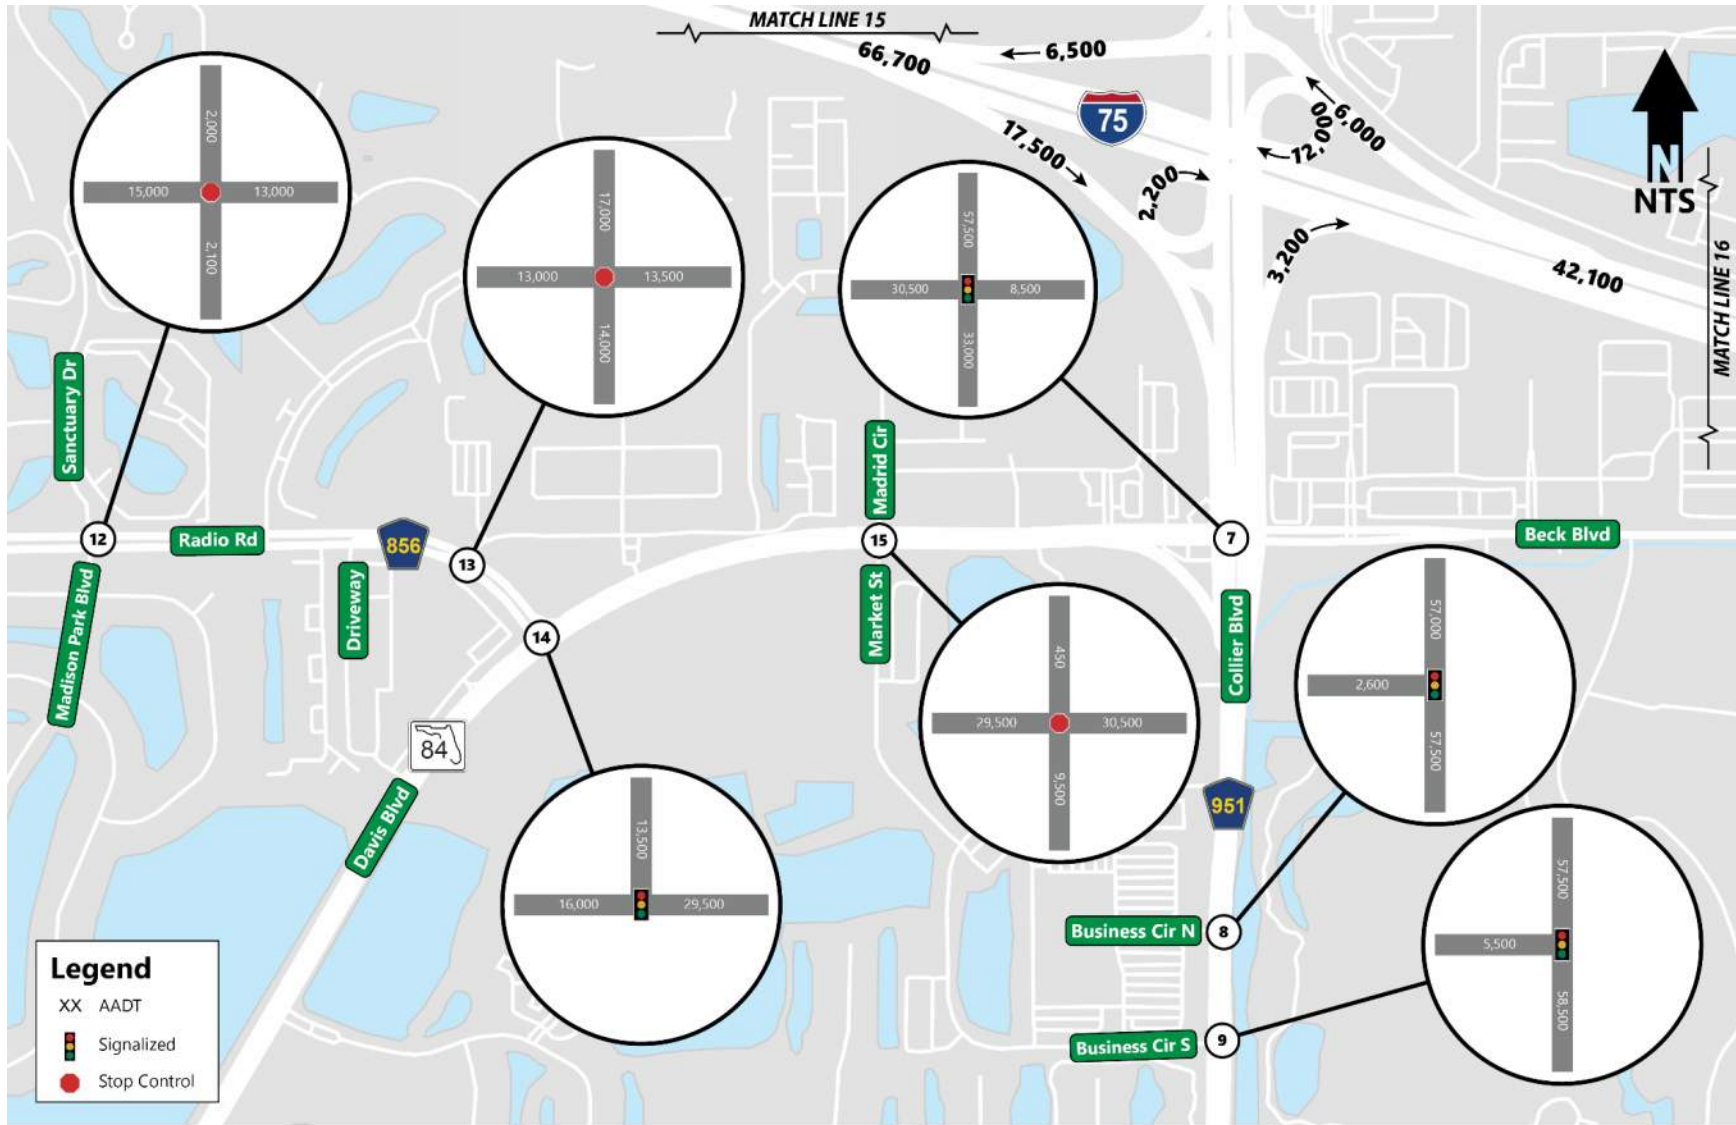 MATCH LINE 15
66,700
6,500
75
17,500
2,200
12,000
6,000
3,200
42,100
N
NTS
MATCH LINE 16
2,000
15,000
13,000
2,100
17,000
13,000
13,500
14,000
57,500
30,500
8,500
33,000
Sanctuary Dr
12
Radio Rd
856
13
Madrid Cir
15
7
Beck Blvd
Madison Park Blvd
Driveway
14
Market St
Collier Blvd
57,000
2,600
57,500
450
29,500
30,500
9,500
84
Davis Blvd
951
13,500
16,000
29,500
57,500
5,500
58,500
Business Cir N
8
Business Cir S
9
Legend
XX AADT
Signalized
Stop Control